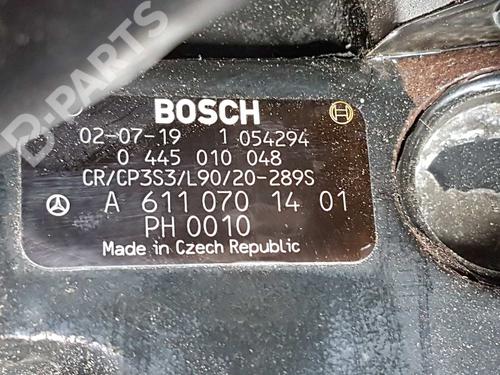 B-PARTS
BOSCH
02-07-19 1 054294
0 445 010 048
CR/CP3S3/L90/20-289S
A 611 070 14 01
PH 0010
Made in Czech Republic